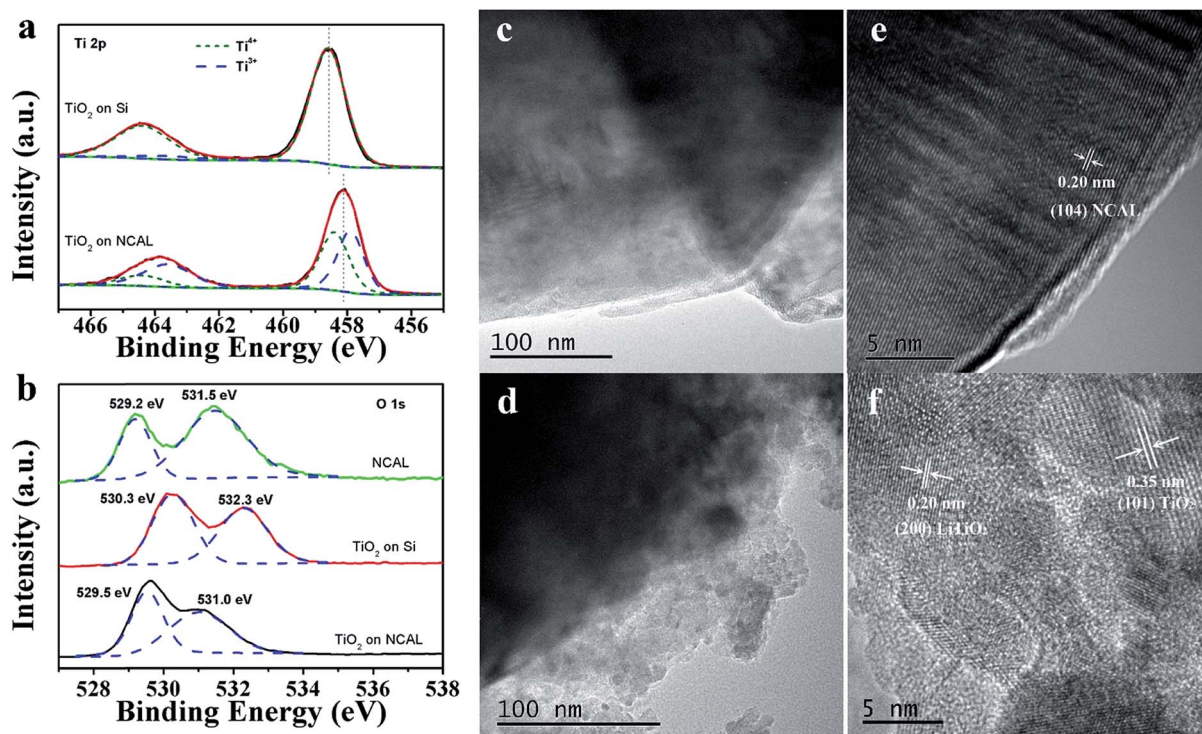 a
Ti 2p
Ti⁴⁺
Ti³⁺
TiO₂ on Si
TiO₂ on NCAL
Intensity (a.u.)
466 464 462 460 458 456
Binding Energy (eV)
b
O 1s
529.2 eV
531.5 eV
NCAL
530.3 eV
532.3 eV
TiO₂ on Si
529.5 eV
531.0 eV
TiO₂ on NCAL
Intensity (a.u.)
528 530 532 534 536 538
Binding Energy (eV)
c
100 nm
d
100 nm
e
0.20 nm
(104) NCAL
5 nm
f
0.20 nm
(200) LiTiO₂
0.35 nm
(101) TiO₂
5 nm